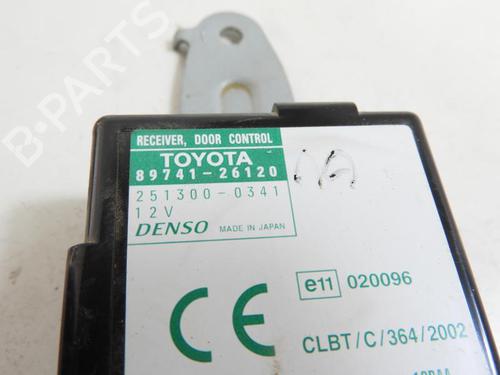 B-PARTS
RECEIVER, DOOR CONTROL
TOYOTA
89741-26120
251300-0341
12V
DENSO MADE IN JAPAN
CE
e11 020096
CLBT/C/364/2002